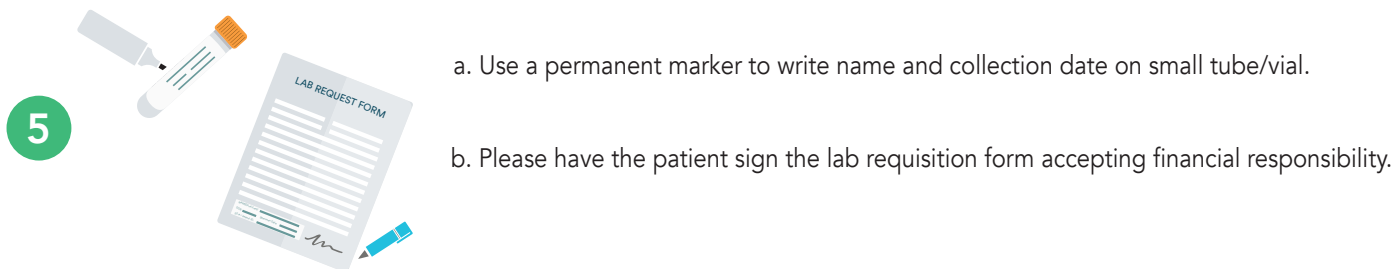 5
LAB REQUEST FORM
a. Use a permanent marker to write name and collection date on small tube/vial.
b. Please have the patient sign the lab requisition form accepting financial responsibility.